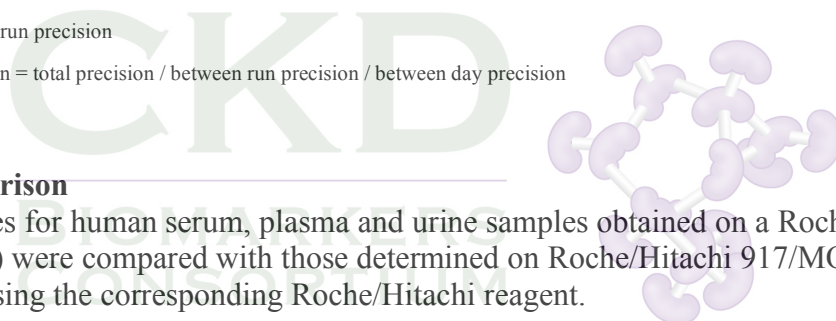 run precision
n = total precision / between run precision / between day precision
CKD
rison
es for human serum, plasma and urine samples obtained on a Roch
BIOMARKERS
) were compared with those determined on Roche/Hitachi 917/MO
CONSORTIUM
sing the corresponding Roche/Hitachi reagent.